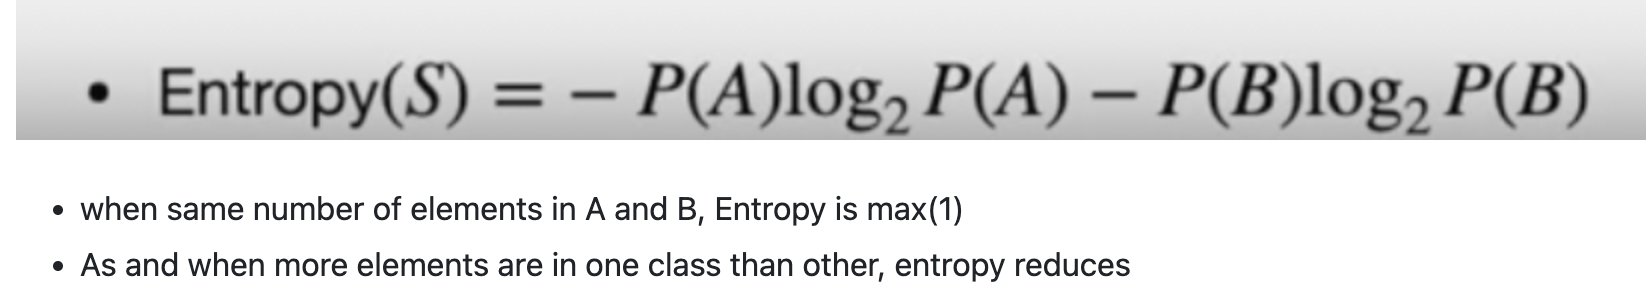 • Entropy(S) = − P(A)log₂ P(A) − P(B)log₂ P(B)
• when same number of elements in A and B, Entropy is max(1)
• As and when more elements are in one class than other, entropy reduces